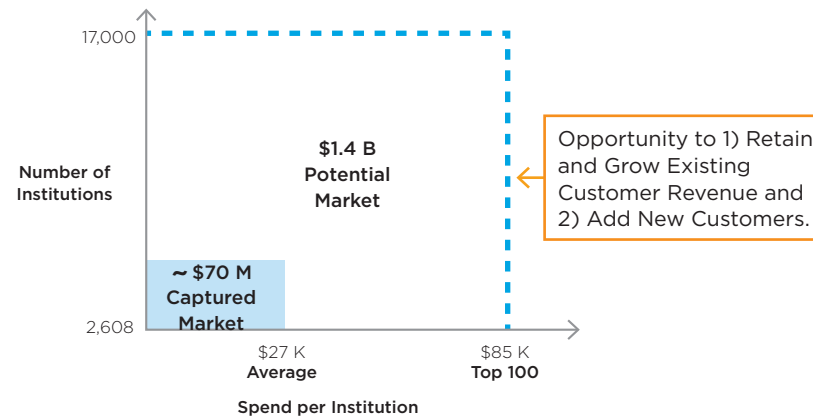 17,000
$1.4 B
Potential
Market
Opportunity to 1) Retain
and Grow Existing
Customer Revenue and
2) Add New Customers.
Number of
Institutions
~ $70 M
Captured
Market
2,608
$27 K
Average
$85 K
Top 100
Spend per Institution